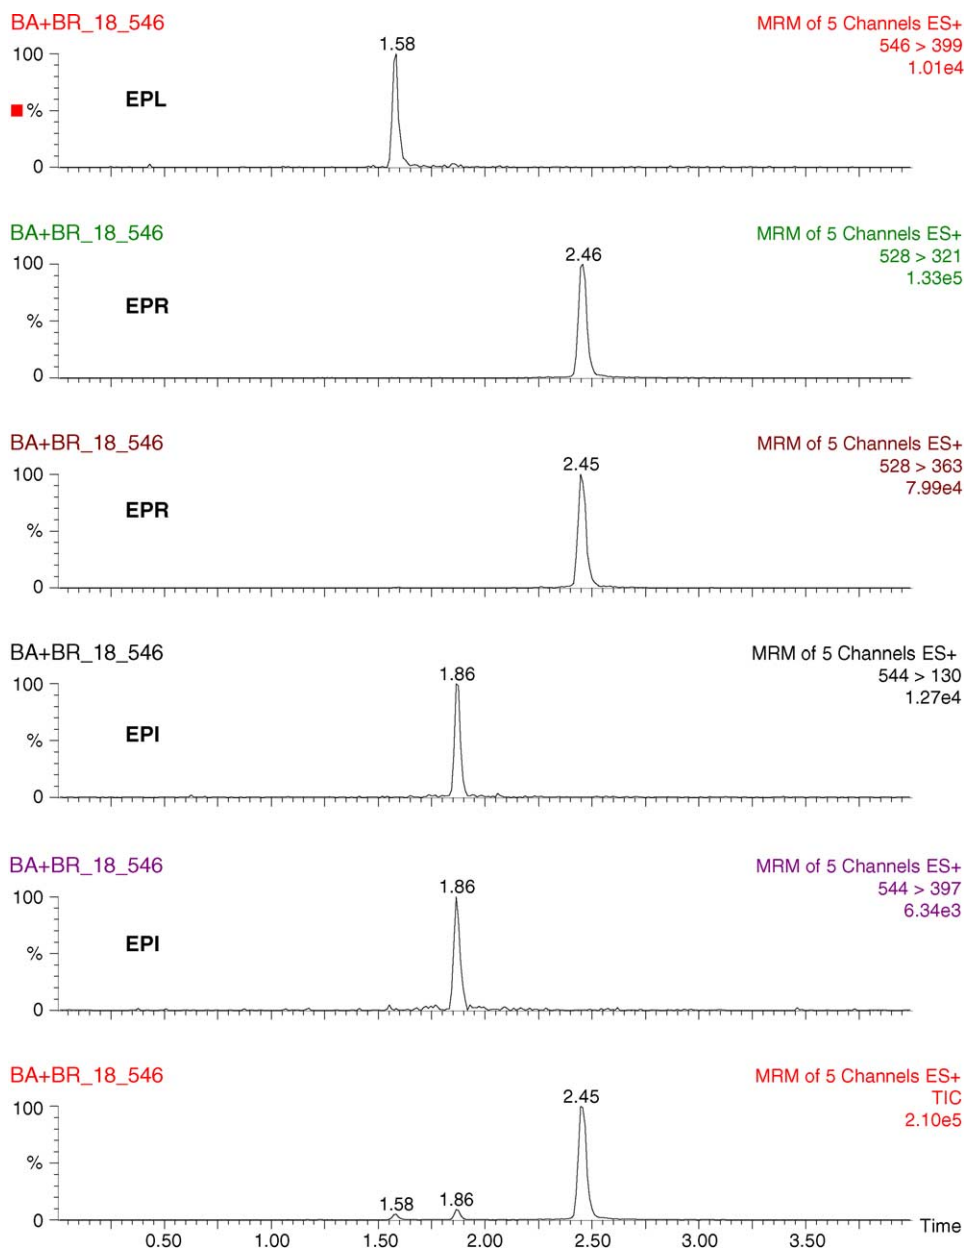 BA+BR_18_546
MRM of 5 Channels ES+
546 > 399
1.01e4
1.58
100
EPL
%
0
BA+BR_18_546
MRM of 5 Channels ES+
528 > 321
1.33e5
2.46
100
EPR
%
0
BA+BR_18_546
MRM of 5 Channels ES+
528 > 363
7.99e4
2.45
100
EPR
%
0
BA+BR_18_546
MRM of 5 Channels ES+
544 > 130
1.27e4
1.86
100
EPI
%
0
BA+BR_18_546
MRM of 5 Channels ES+
544 > 397
6.34e3
1.86
100
EPI
%
0
BA+BR_18_546
MRM of 5 Channels ES+
TIC
2.10e5
2.45
100
%
1.58
1.86
0
Time
0.50 1.00 1.50 2.00 2.50 3.00 3.50